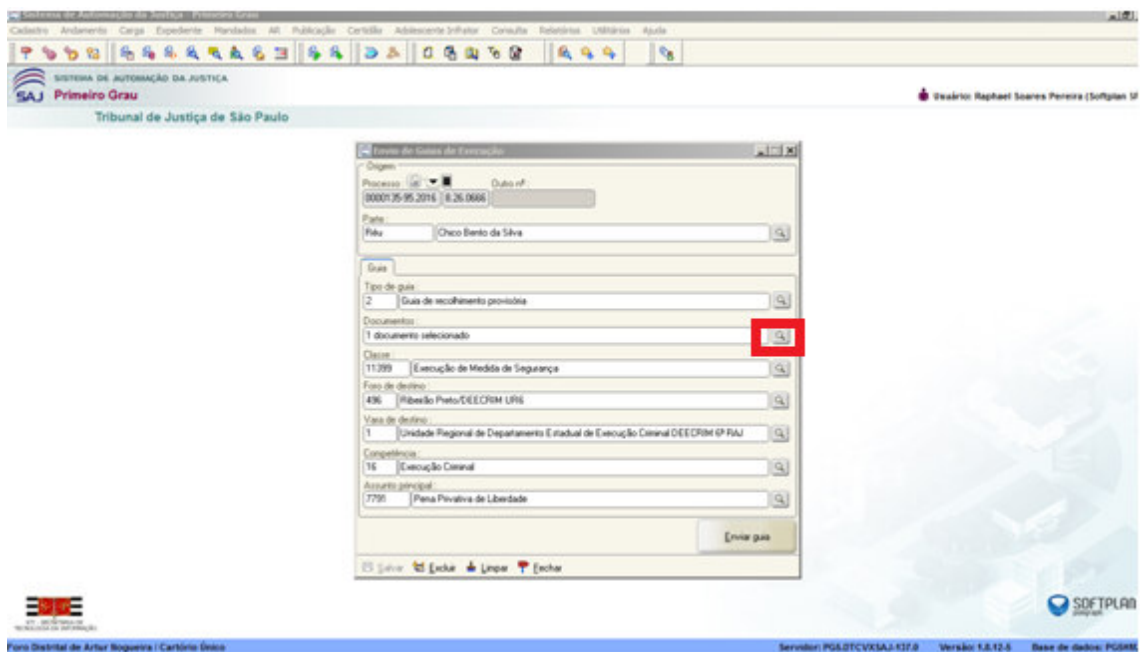 Sistema de Automação da Justiça - Primeiro Grau
Cadastro Andamento Carga Expediente Mandados AR Publicação Certidão Adolescente Infrator Consulta Relatórios Utilitários Ajuda
SISTEMA DE AUTOMAÇÃO DA JUSTIÇA
SAJ Primeiro Grau
Usuário: Raphael Soares Pereira (Softplan SP
Tribunal de Justiça de São Paulo
Envio de Guias de Execução
Origem
Processo : Outro nº :
0000135-95.2016 8.26.0666
Parte :
Réu Chico Bento da Silva
Guia
Tipo de guia :
2 Guia de recolhimento provisória
Documentos :
1 documento selecionado
Classe :
11399 Execução de Medida de Segurança
Foro de destino :
496 Ribeirão Preto/DEECRIM UR6
Vara de destino :
1 Unidade Regional de Departamento Estadual de Execução Criminal DEECRIM 6ª RAJ
Competência :
16 Execução Criminal
Assunto principal :
7791 Pena Privativa de Liberdade
Enviar guia
Salvar Excluir Limpar Fechar
SOFTPLAN
Foro Distrital de Artur Nogueira | Cartório Único
Versão: 1.8.12-5 Base de dados: